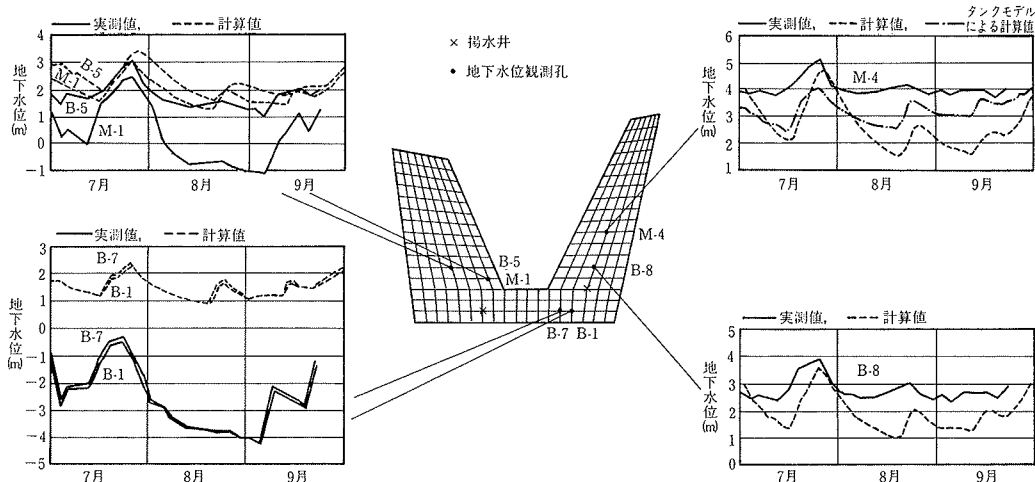 実測値, 計算値
4
3
2
1
0
−1
地下水位(m)
B-5
M-1
B-5
M-1
7月 8月 9月
× 揚水井
• 地下水位観測孔
実測値, 計算値, タンクモデルによる計算値
6
5
4
3
2
1
地下水位(m)
M-4
7月 8月 9月
実測値, 計算値
3
2
1
0
−1
−2
−3
−4
−5
地下水位(m)
B-7
B-1
B-7
B-1
7月 8月 9月
M-4
B-5
M-1
B-8
B-7 B-1
実測値, 計算値
5
4
3
2
1
0
地下水位(m)
B-8
7月 8月 9月